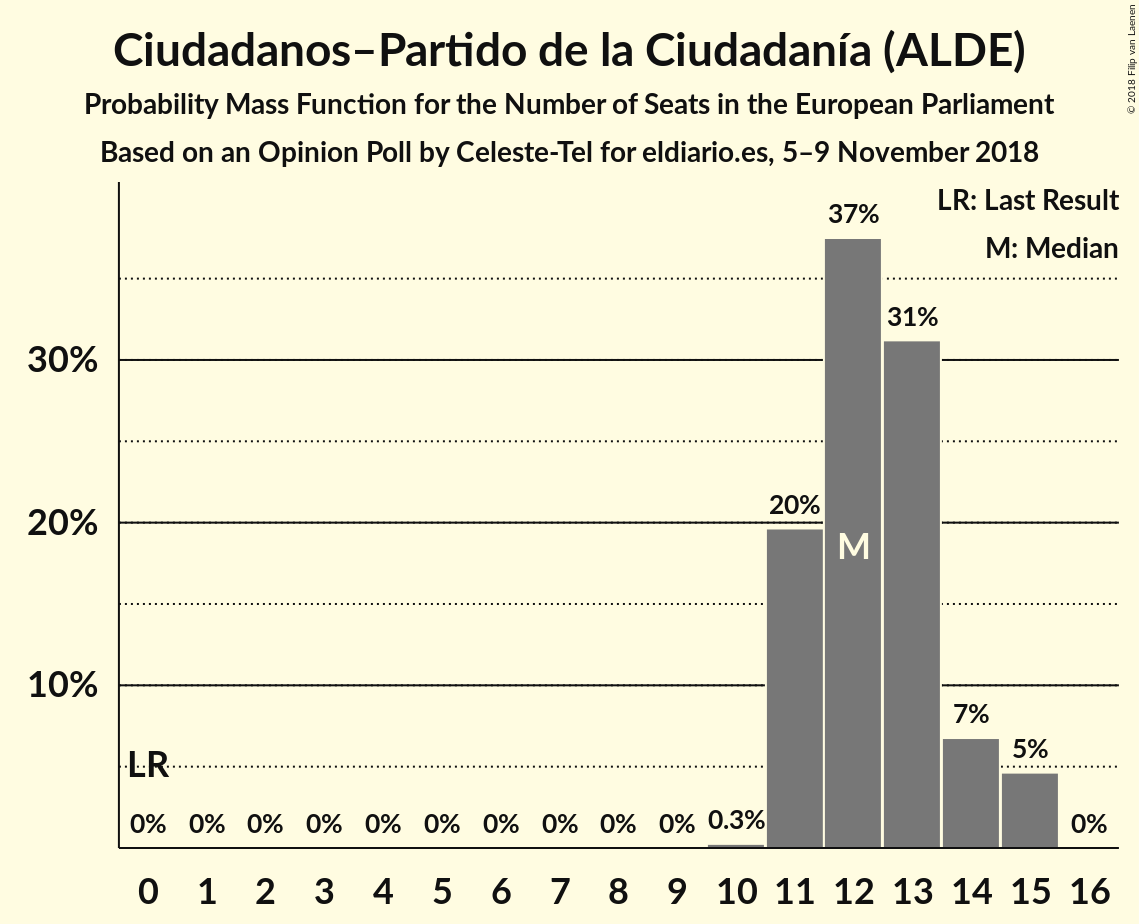 Ciudadanos–Partido de la Ciudadanía (ALDE)
Probability Mass Function for the Number of Seats in the European Parliament
Based on an Opinion Poll by Celeste-Tel for eldiario.es, 5–9 November 2018
© 2018 Filip van Laenen
LR: Last Result
M: Median
37%
31%
30%
20%
20%
M
10%
7%
5%
LR
0% 0% 0% 0% 0% 0% 0% 0% 0% 0% 0.3% 0%
0 1 2 3 4 5 6 7 8 9 10 11 12 13 14 15 16